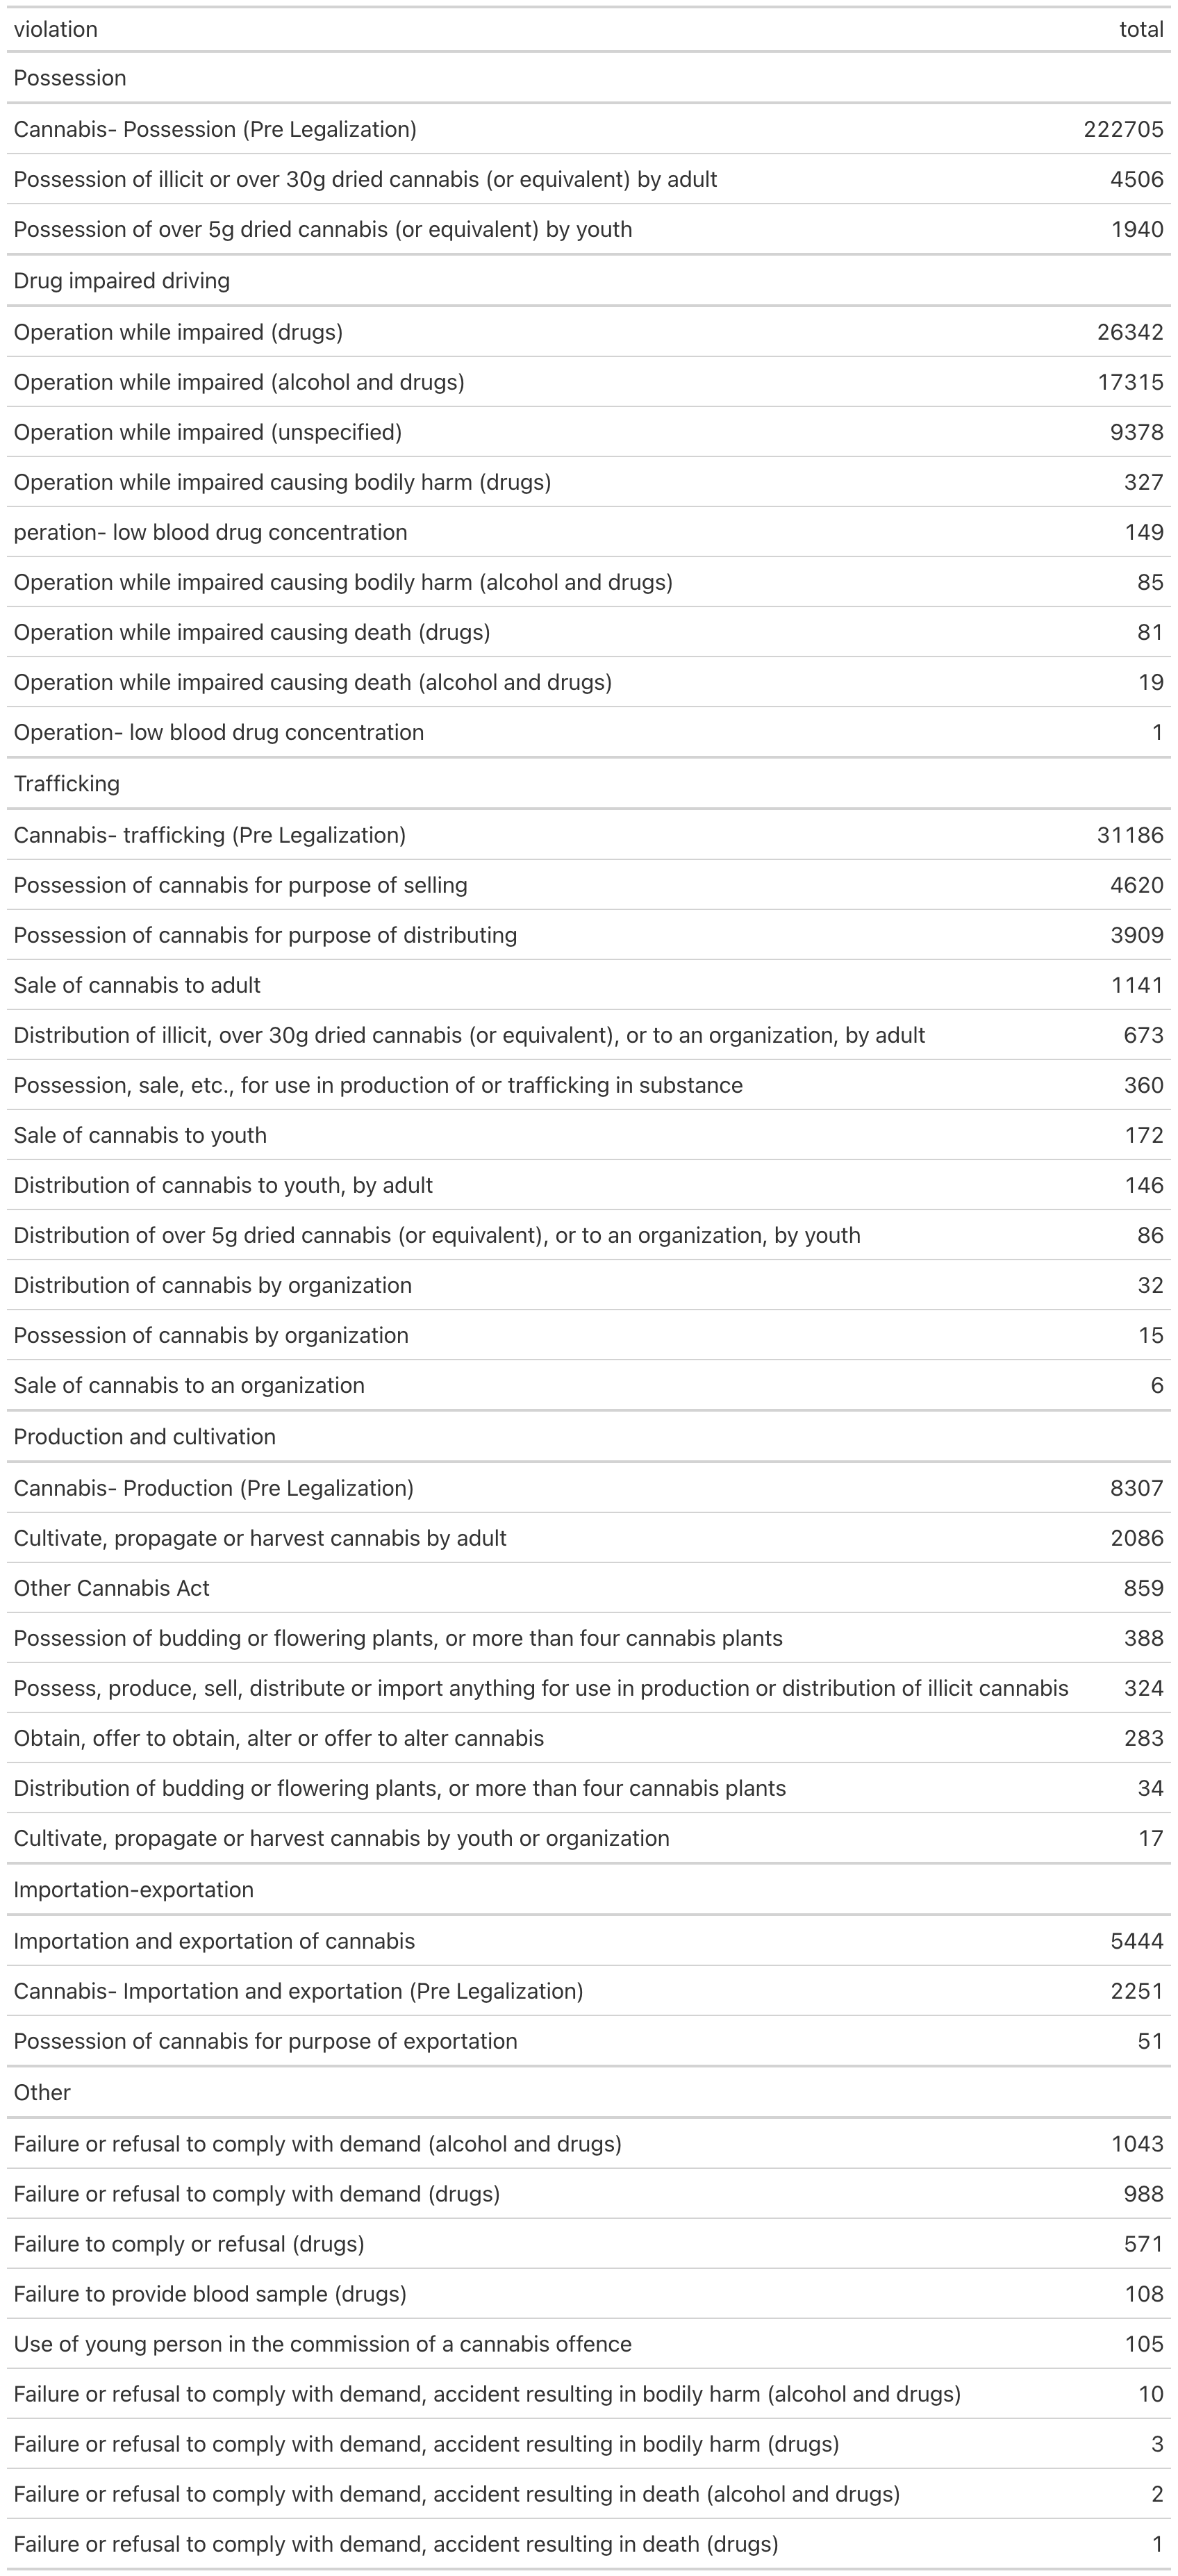 violation total
Possession
Cannabis- Possession (Pre Legalization) 222705
Possession of illicit or over 30g dried cannabis (or equivalent) by adult 4506
Possession of over 5g dried cannabis (or equivalent) by youth 1940
Drug impaired driving
Operation while impaired (drugs) 26342
Operation while impaired (alcohol and drugs) 17315
Operation while impaired (unspecified) 9378
Operation while impaired causing bodily harm (drugs) 327
peration- low blood drug concentration 149
Operation while impaired causing bodily harm (alcohol and drugs) 85
Operation while impaired causing death (drugs) 81
Operation while impaired causing death (alcohol and drugs) 19
Operation- low blood drug concentration 1
Trafficking
Cannabis- trafficking (Pre Legalization) 31186
Possession of cannabis for purpose of selling 4620
Possession of cannabis for purpose of distributing 3909
Sale of cannabis to adult 1141
Distribution of illicit, over 30g dried cannabis (or equivalent), or to an organization, by adult 673
Possession, sale, etc., for use in production of or trafficking in substance 360
Sale of cannabis to youth 172
Distribution of cannabis to youth, by adult 146
Distribution of over 5g dried cannabis (or equivalent), or to an organization, by youth 86
Distribution of cannabis by organization 32
Possession of cannabis by organization 15
Sale of cannabis to an organization 6
Production and cultivation
Cannabis- Production (Pre Legalization) 8307
Cultivate, propagate or harvest cannabis by adult 2086
Other Cannabis Act 859
Possession of budding or flowering plants, or more than four cannabis plants 388
Possess, produce, sell, distribute or import anything for use in production or distribution of illicit cannabis 324
Obtain, offer to obtain, alter or offer to alter cannabis 283
Distribution of budding or flowering plants, or more than four cannabis plants 34
Cultivate, propagate or harvest cannabis by youth or organization 17
Importation-exportation
Importation and exportation of cannabis 5444
Cannabis- Importation and exportation (Pre Legalization) 2251
Possession of cannabis for purpose of exportation 51
Other
Failure or refusal to comply with demand (alcohol and drugs) 1043
Failure or refusal to comply with demand (drugs) 988
Failure to comply or refusal (drugs) 571
Failure to provide blood sample (drugs) 108
Use of young person in the commission of a cannabis offence 105
Failure or refusal to comply with demand, accident resulting in bodily harm (alcohol and drugs) 10
Failure or refusal to comply with demand, accident resulting in bodily harm (drugs) 3
Failure or refusal to comply with demand, accident resulting in death (alcohol and drugs) 2
Failure or refusal to comply with demand, accident resulting in death (drugs) 1